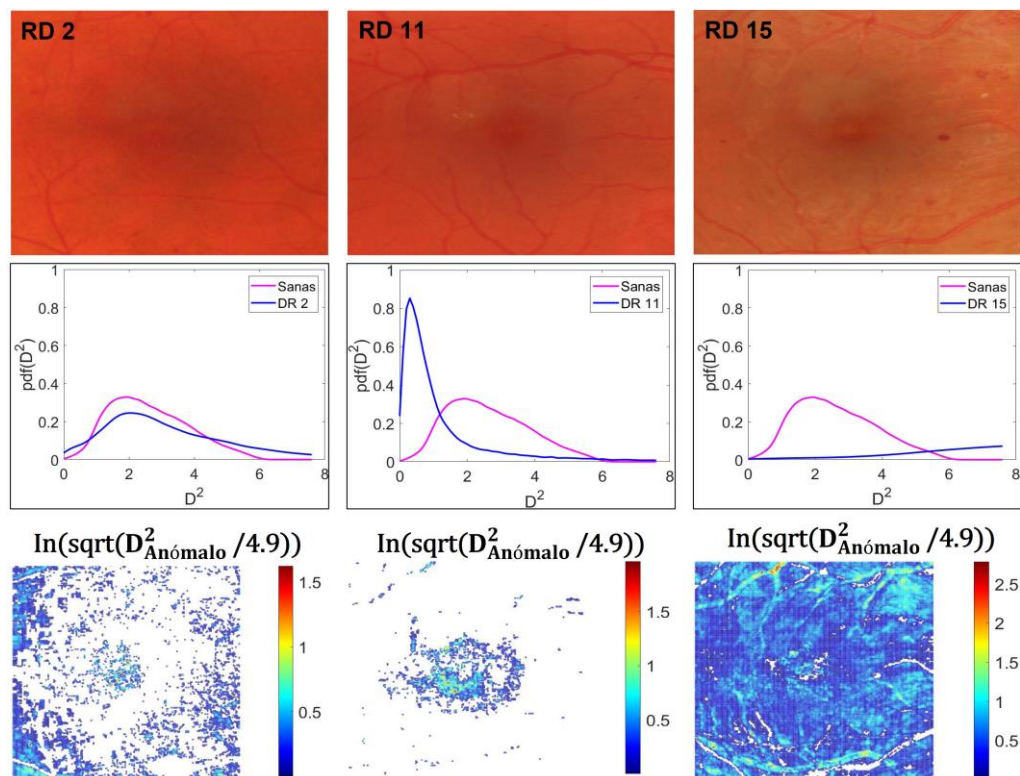 RD 2
RD 11
RD 15
1
0.8
0.6
0.4
0.2
0
0 2 4 6 8
pdf(D²)
D²
Sanas
DR 2
1
0.8
0.6
0.4
0.2
0
0 2 4 6 8
pdf(D²)
D²
Sanas
DR 11
1
0.8
0.6
0.4
0.2
0
0 2 4 6 8
pdf(D²)
D²
Sanas
DR 15
In(sqrt(D²Anómalo /4.9))
1.5
1
0.5
In(sqrt(D²Anómalo /4.9))
1.5
1
0.5
In(sqrt(D²Anómalo /4.9))
2.5
2
1.5
1
0.5